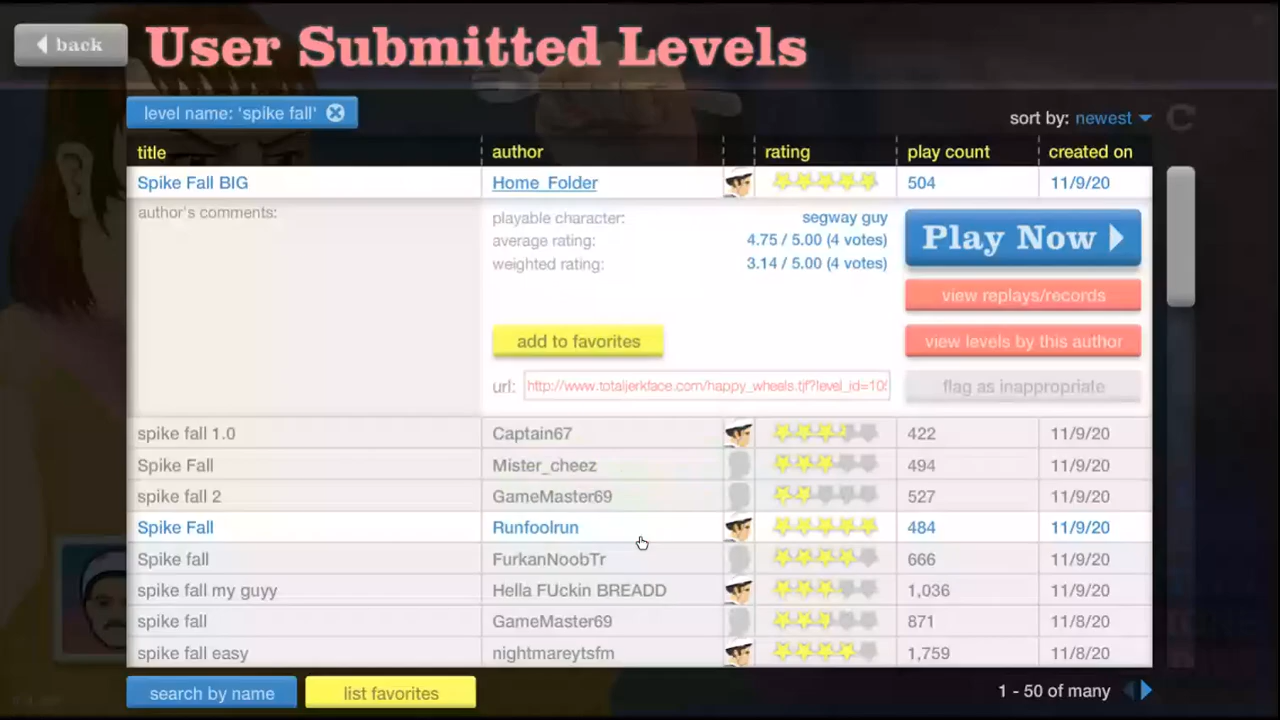 back
User Submitted Levels
level name: 'spike fall'
sort by: newest
title author rating play count created on
Spike Fall BIG Home_Folder 504 11/9/20
author's comments:
playable character: segway guy
average rating: 4.75 / 5.00 (4 votes)
weighted rating: 3.14 / 5.00 (4 votes)
Play Now
view replays/records
add to favorites
view levels by this author
url: http://www.totaljerkface.com/happy_wheels.tjf?level_id=10
flag as inappropriate
spike fall 1.0 Captain67 422 11/9/20
Spike Fall Mister_cheez 494 11/9/20
spike fall 2 GameMaster69 527 11/9/20
Spike Fall Runfoolrun 484 11/9/20
Spike fall FurkanNoobTr 666 11/9/20
spike fall my guyy Hella FUckin BREADD 1,036 11/9/20
spike fall GameMaster69 871 11/8/20
spike fall easy nightmareytsfm 1,759 11/8/20
search by name
list favorites
1 - 50 of many